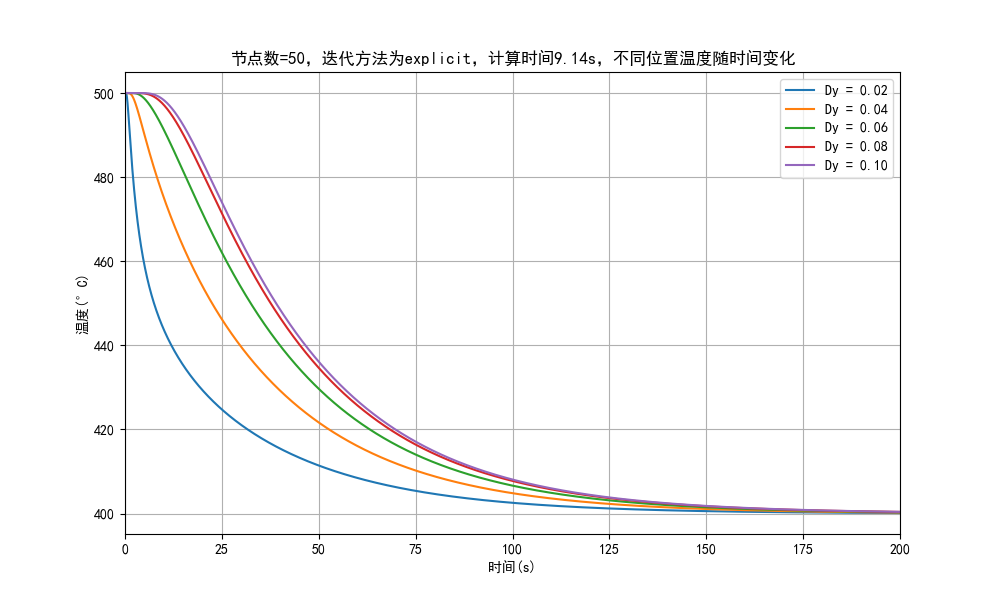 节点数=50，迭代方法为explicit，计算时间9.14s，不同位置温度随时间变化
Dy = 0.02
Dy = 0.04
Dy = 0.06
Dy = 0.08
Dy = 0.10
500
480
460
440
420
400
温度(°C)
0
25
50
75
100
125
150
175
200
时间(s)